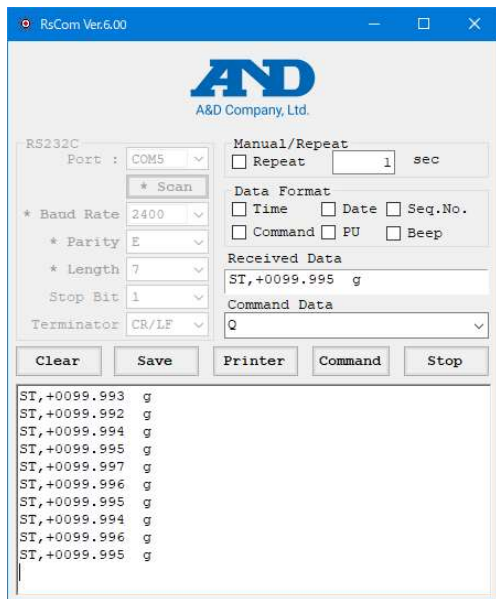 RsCom Ver.6.00
AND
A&D Company, Ltd.
RS232C
Port : COM5
* Scan
* Baud Rate 2400
* Parity E
* Length 7
Stop Bit 1
Terminator CR/LF
Manual/Repeat
Repeat 1 sec
Data Format
Time Date Seq.No.
Command PU Beep
Received Data
ST,+0099.995 g
Command Data
Q
Clear Save Printer Command Stop
ST,+0099.993 g
ST,+0099.992 g
ST,+0099.994 g
ST,+0099.995 g
ST,+0099.997 g
ST,+0099.996 g
ST,+0099.995 g
ST,+0099.994 g
ST,+0099.996 g
ST,+0099.995 g